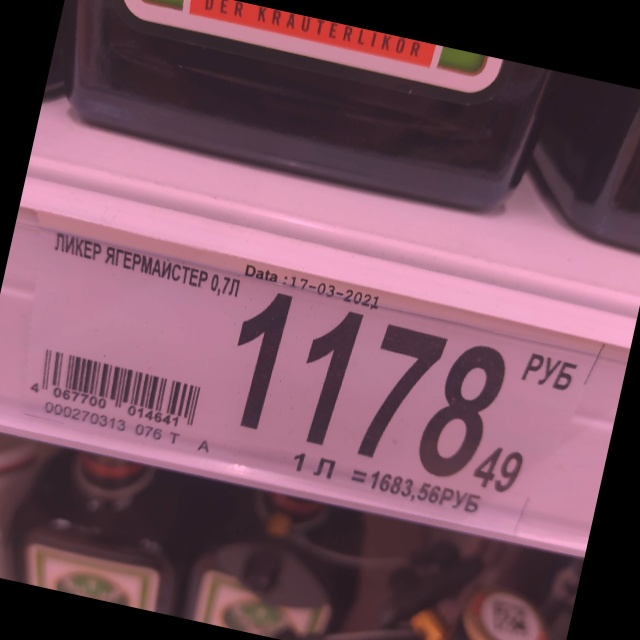 DER KRÄUTERLIKÖR
ЛИКЕР ЯГЕРМАЙСТЕР 0,7Л
Data :17-03-2021
1178 49 РУБ
4 067700 014641
000270313 076 Т А
1 Л =1683,56РУБ